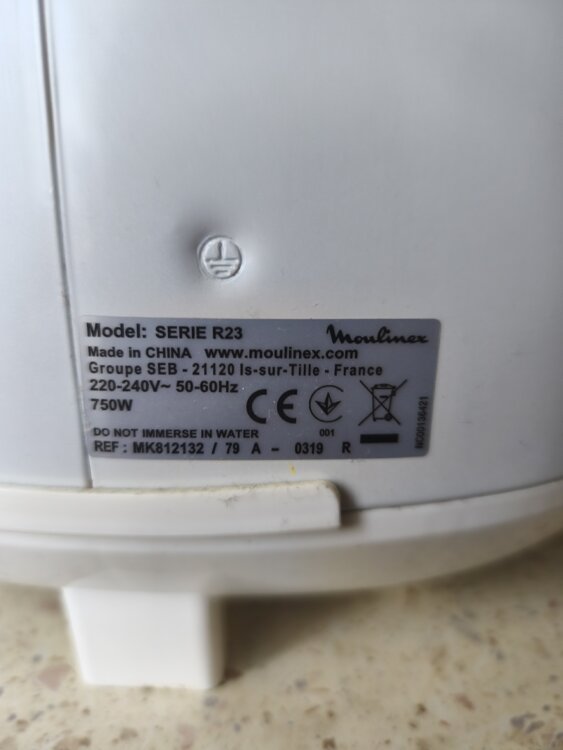 Model: SERIE R23 Moulinex
Made in CHINA www.moulinex.com
Groupe SEB - 21120 Is-sur-Tille - France
220-240V~ 50-60Hz
750W
CE
001
DO NOT IMMERSE IN WATER
REF : MK812132 / 79 A - 0319 R